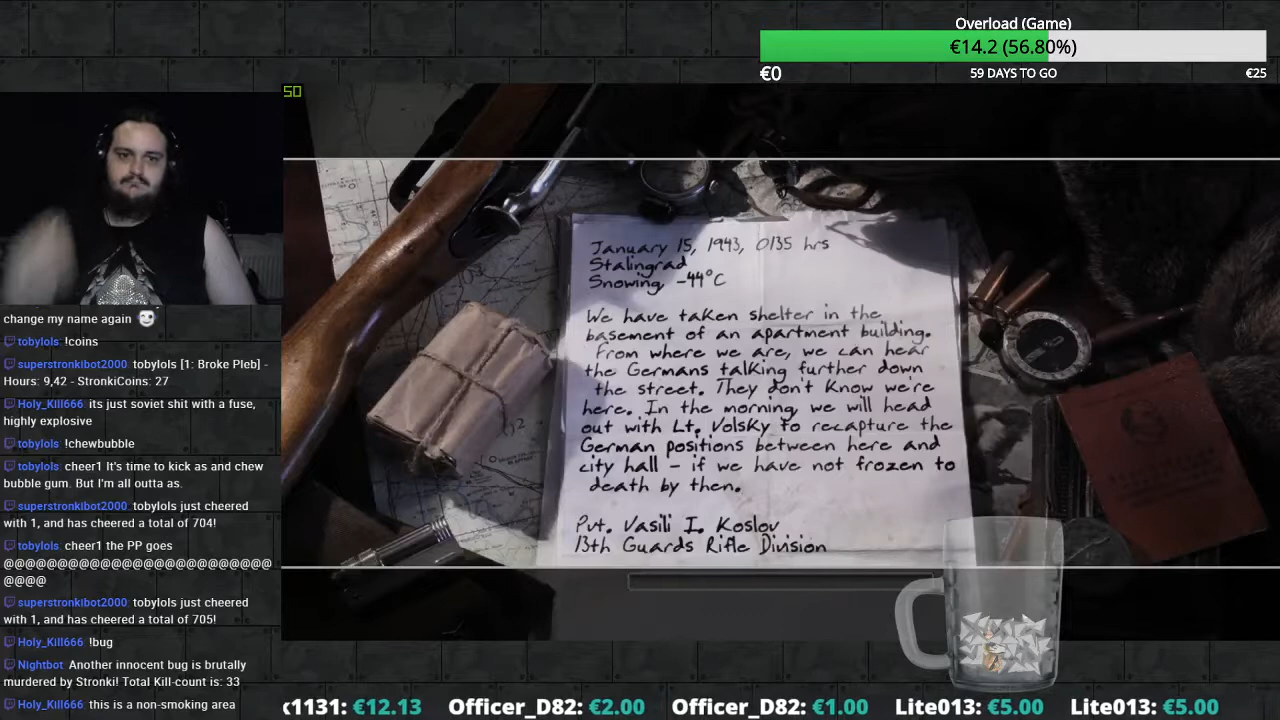 Overload (Game)
€14.2 (56.80%)
€0
59 DAYS TO GO
€25
50
January 15, 1943, 0135 hrs
Stalingrad
Snowing, -44°C
We have taken shelter in the
basement of an apartment building.
From where we are, we can hear
the Germans talking further down
the street. They don't know we're
here. In the morning, we will head
out with Lt. Volsky to recapture the
German positions between here and
city hall - if we have not frozen to
death by then.
Pvt. Vasili I. Koslov
13th Guards Rifle Division
change my name again
tobylols !coins
superstronkibot2000 tobylols [1: Broke Pleb] -
Hours: 9,42 - StronkiCoins: 27
Holy_Kill666 its just soviet shit with a fuse,
highly explosive
tobylols !chewbubble
tobylols cheer1 It's time to kick as and chew
bubble gum. But I'm all outta as.
superstronkibot2000 tobylols just cheered
with 1, and has cheered a total of 704!
tobylols cheer1 the PP goes
@@@@@@@@@@@@@@@@@@@@@@@@@
@@@@
superstronkibot2000 tobylols just cheered
with 1, and has cheered a total of 705!
Holy_Kill666 !bug
Nightbot Another innocent bug is brutally
murdered by Stronki! Total Kill-count is: 33
Holy_Kill666 this is a non-smoking area
1131: €12.13 Officer_D82: €2.00 Officer_D82: €1.00 Lite013: €5.00 Lite013: €5.00